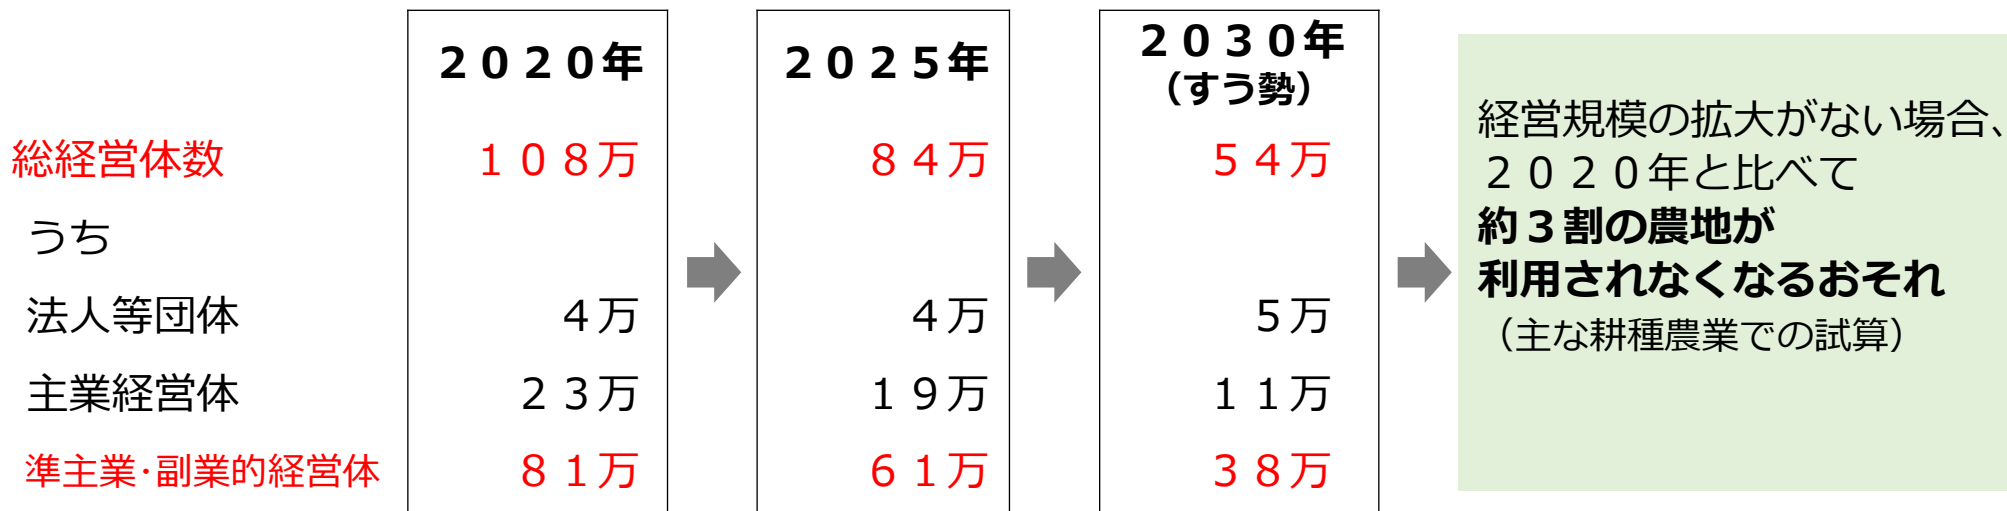 ２０２０年 ２０２５年 ２０３０年
（すう勢）
総経営体数 １０８万 ８４万 ５４万
うち
法人等団体 ４万 ４万 ５万
主業経営体 ２３万 １９万 １１万
準主業・副業的経営体 ８１万 ６１万 ３８万
経営規模の拡大がない場合、
２０２０年と比べて
約３割の農地が
利用されなくなるおそれ
（主な耕種農業での試算）